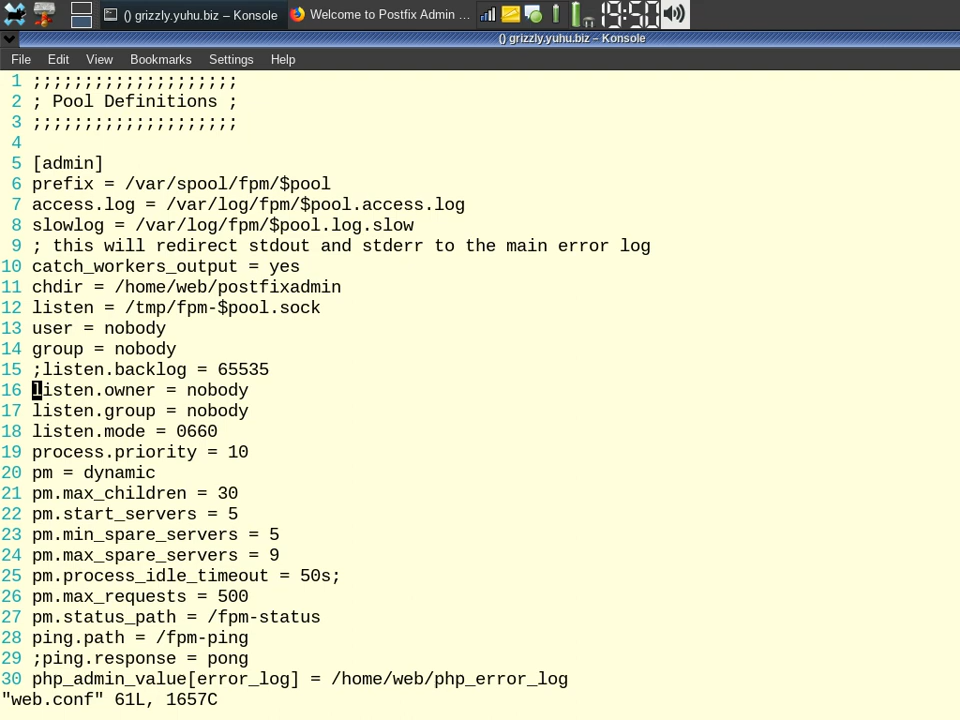 () grizzly.yuhu.biz – Konsole
Welcome to Postfix Admin ...
19:50
() grizzly.yuhu.biz – Konsole
File Edit View Bookmarks Settings Help
1 ;;;;;;;;;;;;;;;;;;;;
2 ; Pool Definitions ;
3 ;;;;;;;;;;;;;;;;;;;;
4
5 [admin]
6 prefix = /var/spool/fpm/$pool
7 access.log = /var/log/fpm/$pool.access.log
8 slowlog = /var/log/fpm/$pool.log.slow
9 ; this will redirect stdout and stderr to the main error log
10 catch_workers_output = yes
11 chdir = /home/web/postfixadmin
12 listen = /tmp/fpm-$pool.sock
13 user = nobody
14 group = nobody
15 ;listen.backlog = 65535
16 listen.owner = nobody
17 listen.group = nobody
18 listen.mode = 0660
19 process.priority = 10
20 pm = dynamic
21 pm.max_children = 30
22 pm.start_servers = 5
23 pm.min_spare_servers = 5
24 pm.max_spare_servers = 9
25 pm.process_idle_timeout = 50s;
26 pm.max_requests = 500
27 pm.status_path = /fpm-status
28 ping.path = /fpm-ping
29 ;ping.response = pong
30 php_admin_value[error_log] = /home/web/php_error_log
"web.conf" 61L, 1657C